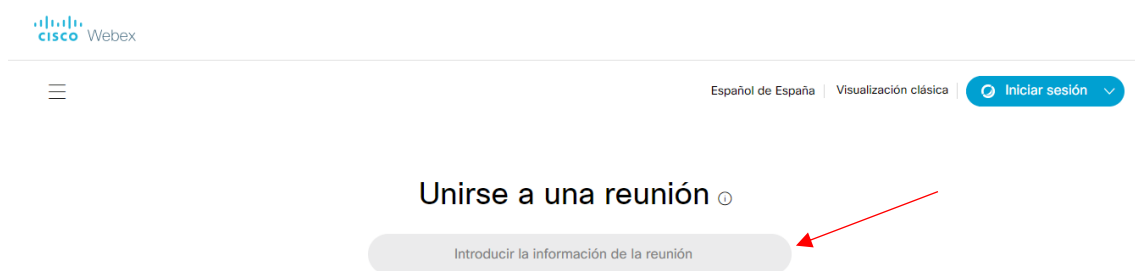 cisco Webex
Español de España | Visualización clásica | Iniciar sesión
Unirse a una reunión
Introducir la información de la reunión